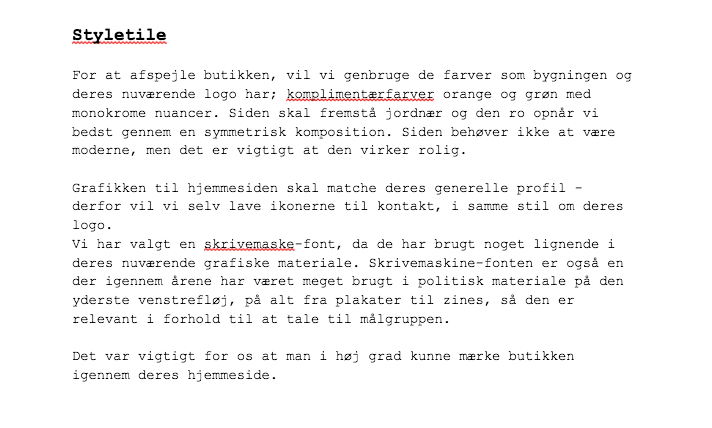 Styletile
For at afspejle butikken, vil vi genbruge de farver som bygningen og
deres nuværende logo har; komplimentærfarver orange og grøn med
monokrome nuancer. Siden skal fremstå jordnær og den ro opnår vi
bedst gennem en symmetrisk komposition. Siden behøver ikke at være
moderne, men det er vigtigt at den virker rolig.
Grafikken til hjemmesiden skal matche deres generelle profil -
derfor vil vi selv lave ikonerne til kontakt, i samme stil om deres
logo.
Vi har valgt en skrivemaske-font, da de har brugt noget lignende i
deres nuværende grafiske materiale. Skrivemaskine-fonten er også en
der igennem årene har været meget brugt i politisk materiale på den
yderste venstrefløj, på alt fra plakater til zines, så den er
relevant i forhold til at tale til målgruppen.
Det var vigtigt for os at man i høj grad kunne mærke butikken
igennem deres hjemmeside.